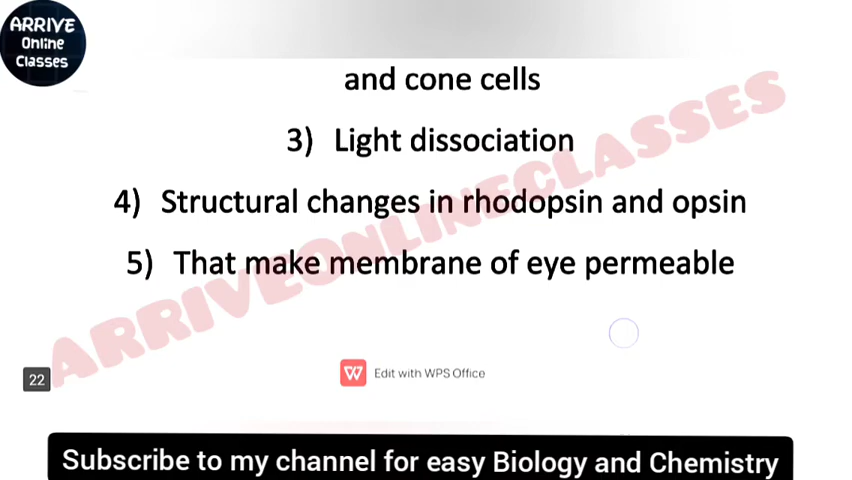 ARRIVE
Online
Classes
and cone cells
3) Light dissociation
4) Structural changes in rhodopsin and opsin
5) That make membrane of eye permeable
ARRIVEONLINECLASSES
22
Edit with WPS Office
Subscribe to my channel for easy Biology and Chemistry